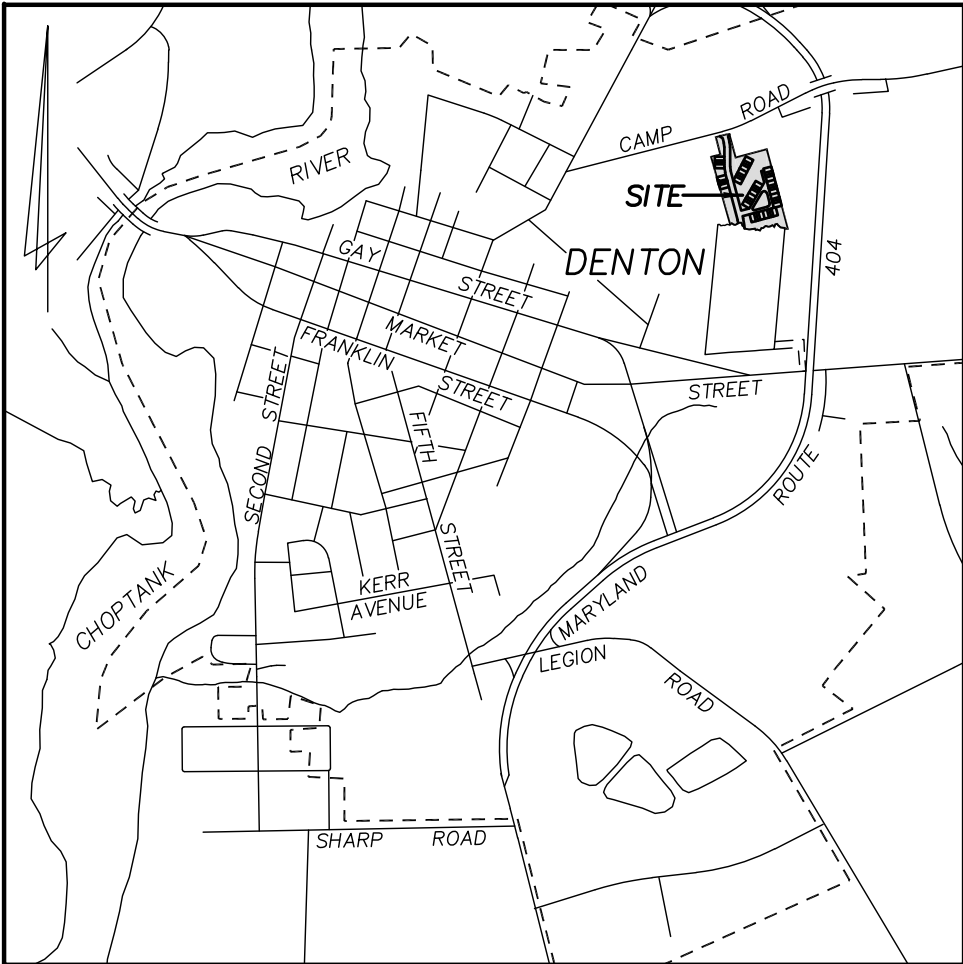 CAMP ROAD
RIVER
SITE
GAY STREET
DENTON
404
MARKET STREET
FRANKLIN STREET
SECOND STREET
FIFTH STREET
ROUTE
CHOPTANK
KERR
AVENUE
MARYLAND
LEGION ROAD
SHARP ROAD